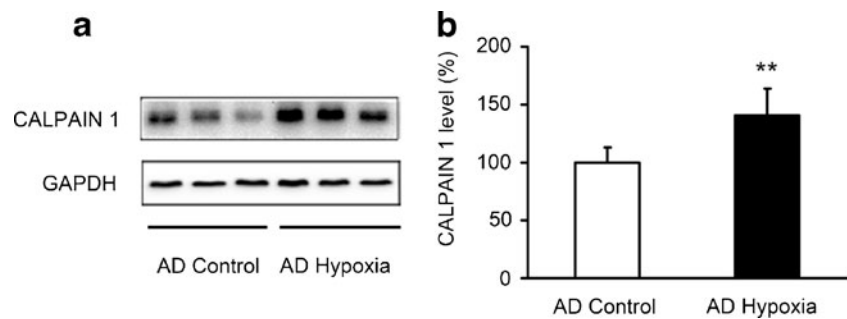 a
CALPAIN 1
GAPDH
AD Control AD Hypoxia
b
CALPAIN 1 level (%)
200
150
100
50
0
**
AD Control AD Hypoxia